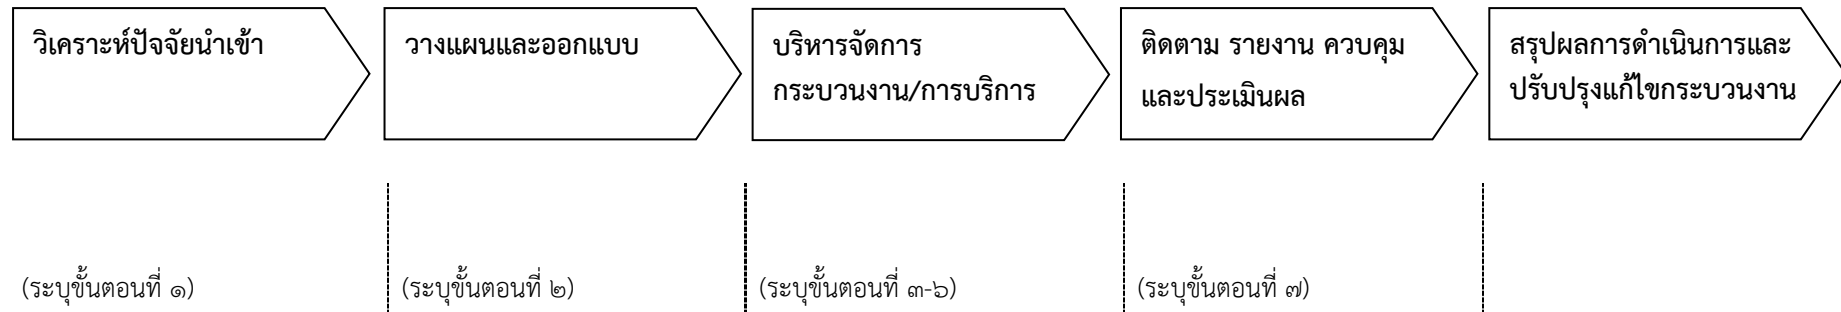 วิเคราะห์ปัจจัยนำเข้า
วางแผนและออกแบบ
บริหารจัดการ
กระบวนงาน/การบริการ
ติดตาม รายงาน ควบคุม
และประเมินผล
สรุปผลการดำเนินการและ
ปรับปรุงแก้ไขกระบวนงาน
(ระบุขั้นตอนที่ ๑)
(ระบุขั้นตอนที่ ๒)
(ระบุขั้นตอนที่ ๓-๖)
(ระบุขั้นตอนที่ ๗)